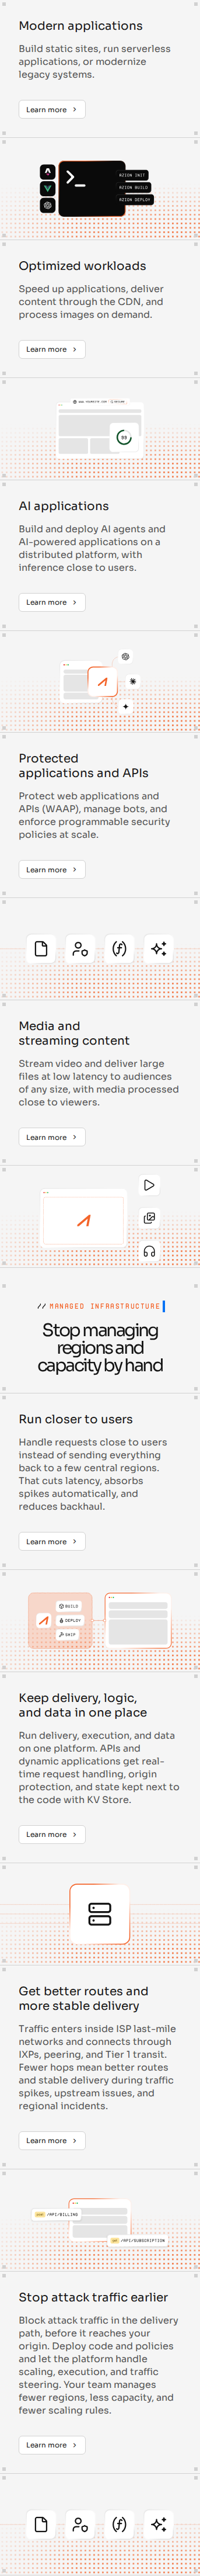 Modern applications
Build static sites, run serverless
applications, or modernize
legacy systems.
Learn more
AZION INIT
AZION BUILD
AZION DEPLOY
Optimized workloads
Speed up applications, deliver
content through the CDN, and
process images on demand.
Learn more
AI applications
Build and deploy AI agents and
AI-powered applications on a
distributed platform, with
inference close to users.
Learn more
Protected
applications and APIs
Protect web applications and
APIs (WAAP), manage bots, and
enforce programmable security
policies at scale.
Learn more
Media and
streaming content
Stream video and deliver large
files at low latency to audiences
of any size, with media processed
close to viewers.
Learn more
// MANAGED INFRASTRUCTURE
Stop managing
regions and
capacity by hand
Run closer to users
Handle requests close to users
instead of sending everything
back to a few central regions.
That cuts latency, absorbs
spikes automatically, and
reduces backhaul.
Learn more
BUILD
DEPLOY
SHIP
Keep delivery, logic,
and data in one place
Run delivery, execution, and data
on one platform. APIs and
dynamic applications get real-
time request handling, origin
protection, and state kept next to
the code with KV Store.
Learn more
Get better routes and
more stable delivery
Traffic enters inside ISP last-mile
networks and connects through
IXPs, peering, and Tier 1 transit.
Fewer hops mean better routes
and stable delivery during traffic
spikes, upstream issues, and
regional incidents.
Learn more
/API/BILLING
/API/SUBSCRIPTION
Stop attack traffic earlier
Block attack traffic in the delivery
path, before it reaches your
origin. Deploy code and policies
and let the platform handle
scaling, execution, and traffic
steering. Your team manages
fewer regions, less capacity, and
fewer scaling rules.
Learn more